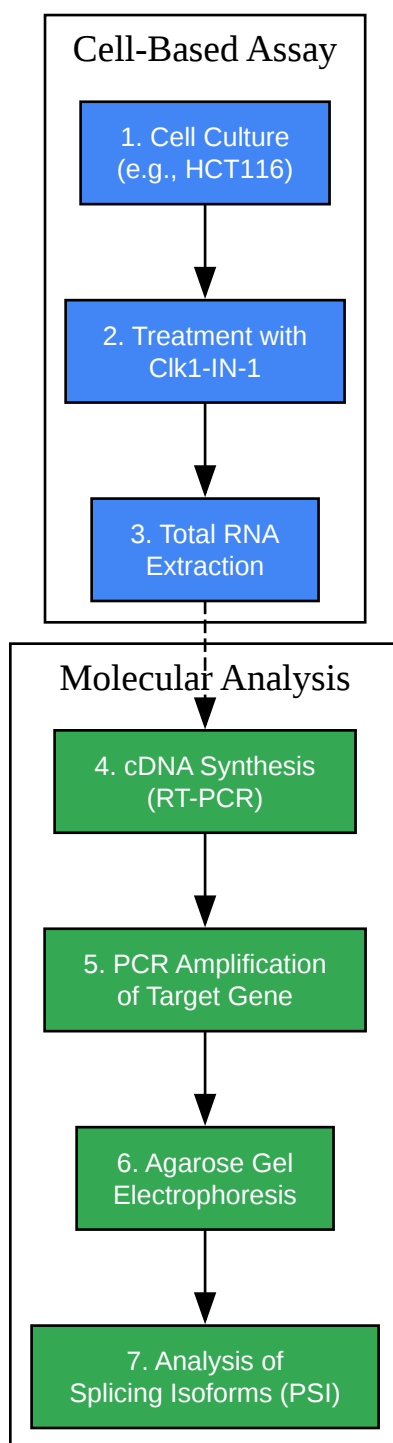 Cell-Based Assay
1. Cell Culture
(e.g., HCT116)
2. Treatment with
Clk1-IN-1
3. Total RNA
Extraction
Molecular Analysis
4. cDNA Synthesis
(RT-PCR)
5. PCR Amplification
of Target Gene
6. Agarose Gel
Electrophoresis
7. Analysis of
Splicing Isoforms (PSI)